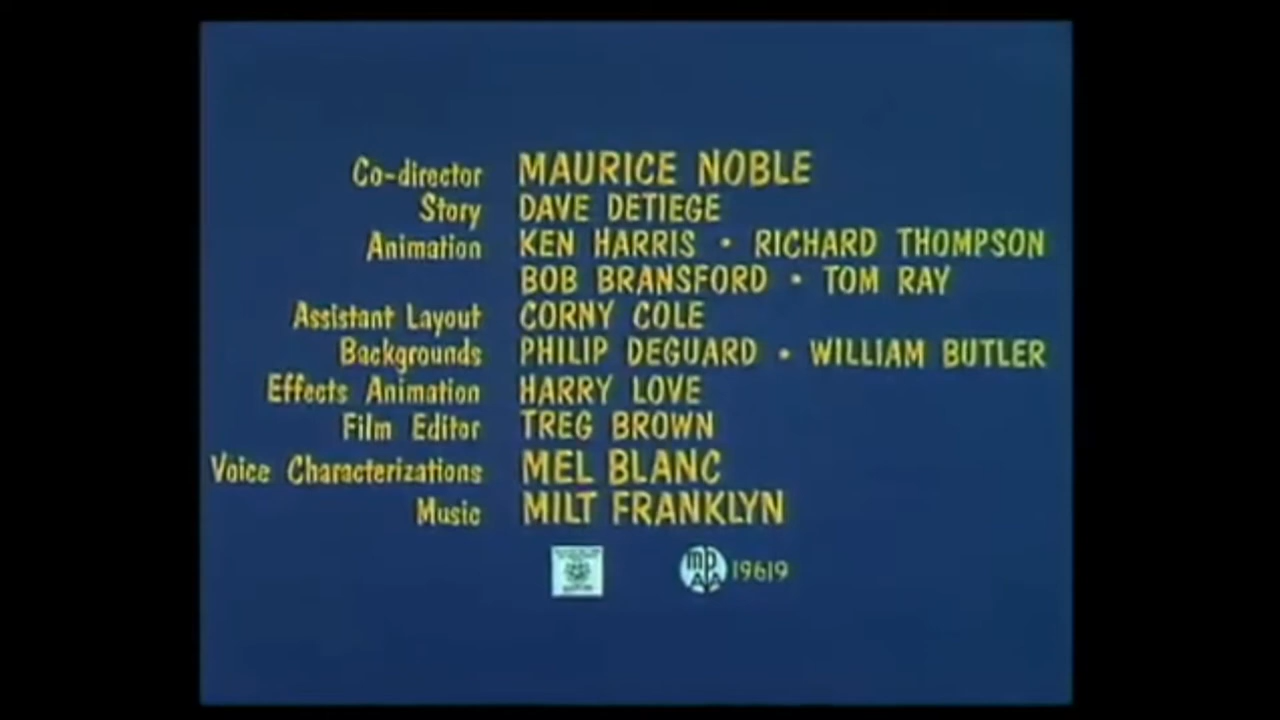 Co-director MAURICE NOBLE
Story DAVE DETIEGE
Animation KEN HARRIS • RICHARD THOMPSON
BOB BRANSFORD • TOM RAY
Assistant Layout CORNY COLE
Backgrounds PHILIP DEGUARD • WILLIAM BUTLER
Effects Animation HARRY LOVE
Film Editor TREG BROWN
Voice Characterizations MEL BLANC
Music MILT FRANKLYN
MPAA 19619